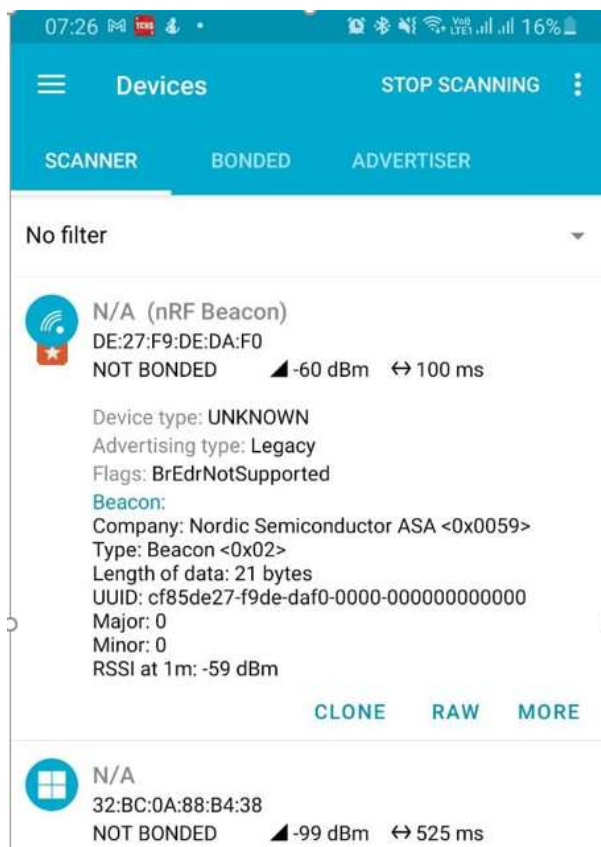 07:26
VoLTE1 16%
Devices STOP SCANNING
SCANNER BONDED ADVERTISER
No filter
N/A (nRF Beacon)
DE:27:F9:DE:DA:F0
NOT BONDED -60 dBm 100 ms
Device type: UNKNOWN
Advertising type: Legacy
Flags: BrEdrNotSupported
Beacon:
Company: Nordic Semiconductor ASA <0x0059>
Type: Beacon <0x02>
Length of data: 21 bytes
UUID: cf85de27-f9de-daf0-0000-000000000000
Major: 0
Minor: 0
RSSI at 1m: -59 dBm
CLONE RAW MORE
N/A
32:BC:0A:88:B4:38
NOT BONDED -99 dBm 525 ms